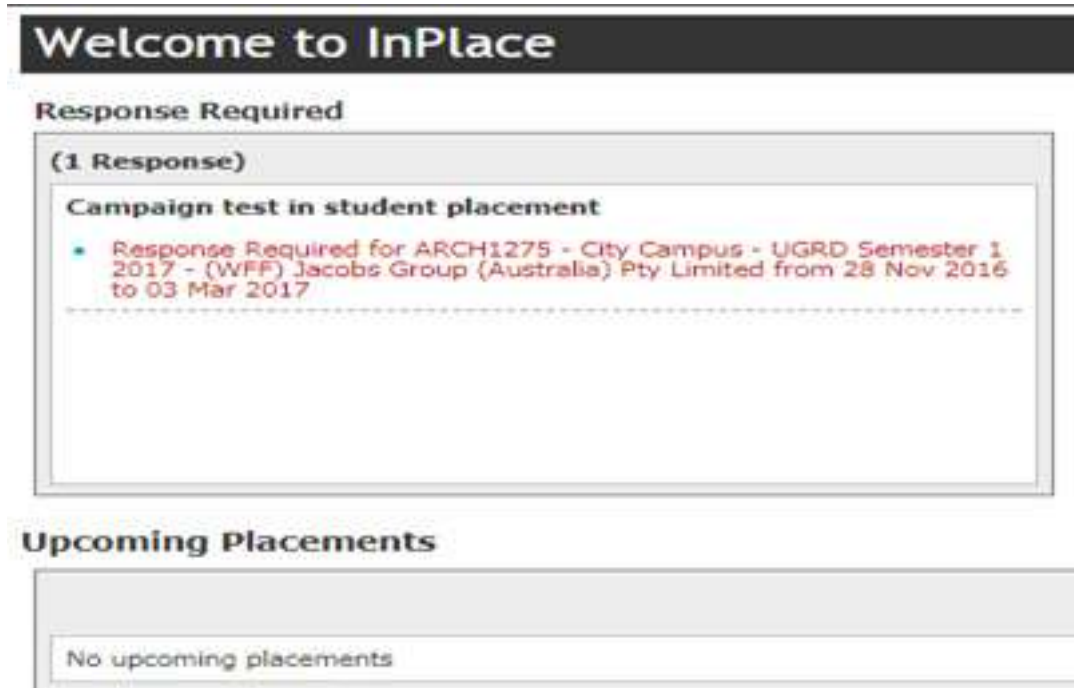 Welcome to InPlace
Response Required
(1 Response)
Campaign test in student placement
Response Required for ARCH1275 - City Campus - UGRD Semester 1
2017 - (WFF) Jacobs Group (Australia) Pty Limited from 28 Nov 2016
to 03 Mar 2017
Upcoming Placements
No upcoming placements